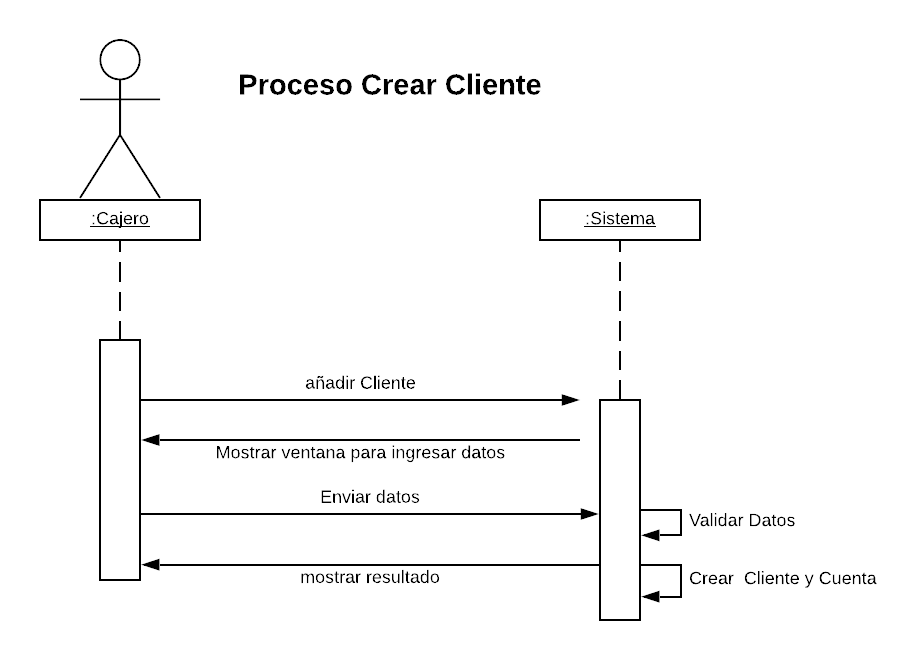 Proceso Crear Cliente
:Cajero
:Sistema
añadir Cliente
Mostrar ventana para ingresar datos
Enviar datos
Validar Datos
mostrar resultado
Crear  Cliente y Cuenta